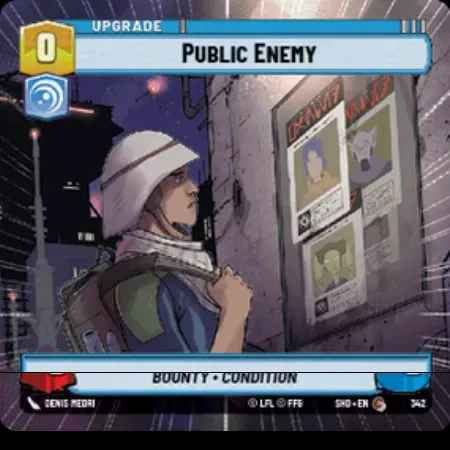 UPGRADE
0
PUBLIC ENEMY
BOUNTY • CONDITION
DENIS MEDRI
Ⓢ LFL Ⓢ FFG
SHD • EN
342